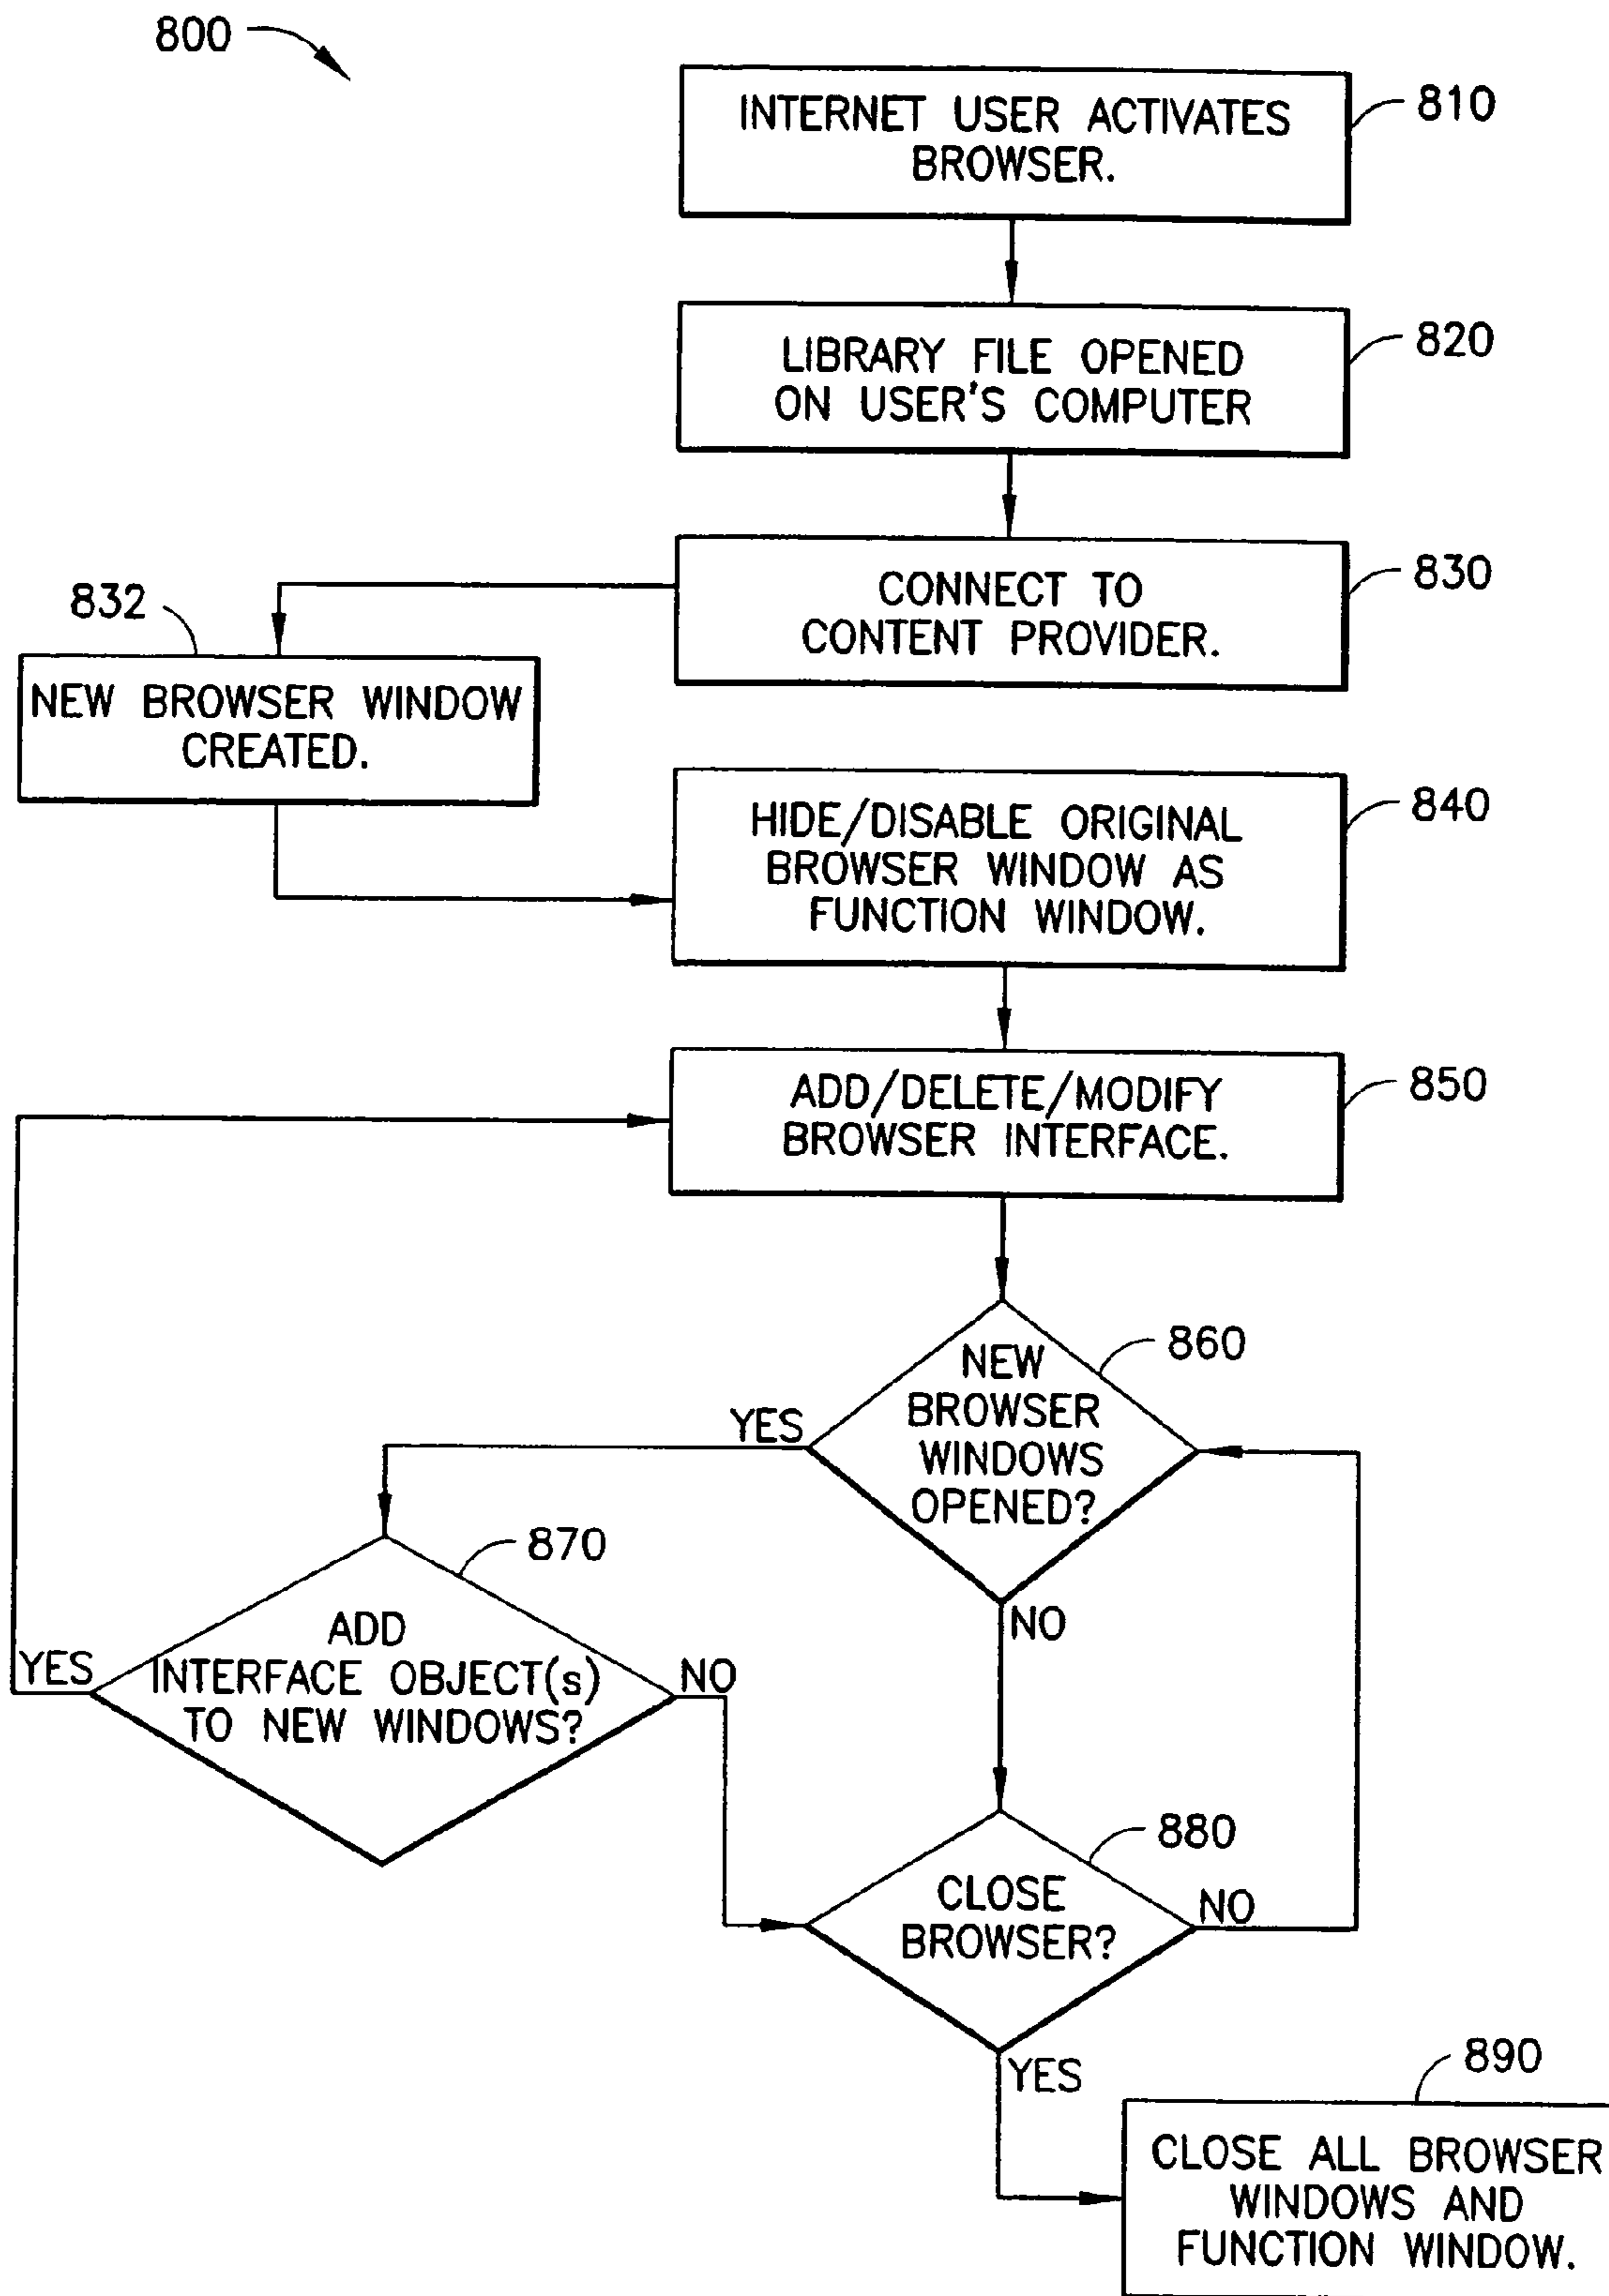 800
INTERNET USER ACTIVATES
BROWSER.
810
LIBRARY FILE OPENED
ON USER'S COMPUTER
820
CONNECT TO
CONTENT PROVIDER.
830
832
NEW BROWSER WINDOW
CREATED.
HIDE/DISABLE ORIGINAL
BROWSER WINDOW AS
FUNCTION WINDOW.
840
ADD/DELETE/MODIFY
BROWSER INTERFACE.
850
NEW
BROWSER
WINDOWS
OPENED?
860
YES
NO
870
ADD
INTERFACE OBJECT(s)
TO NEW WINDOWS?
YES
NO
880
CLOSE
BROWSER?
NO
YES
890
CLOSE ALL BROWSER
WINDOWS AND
FUNCTION WINDOW.